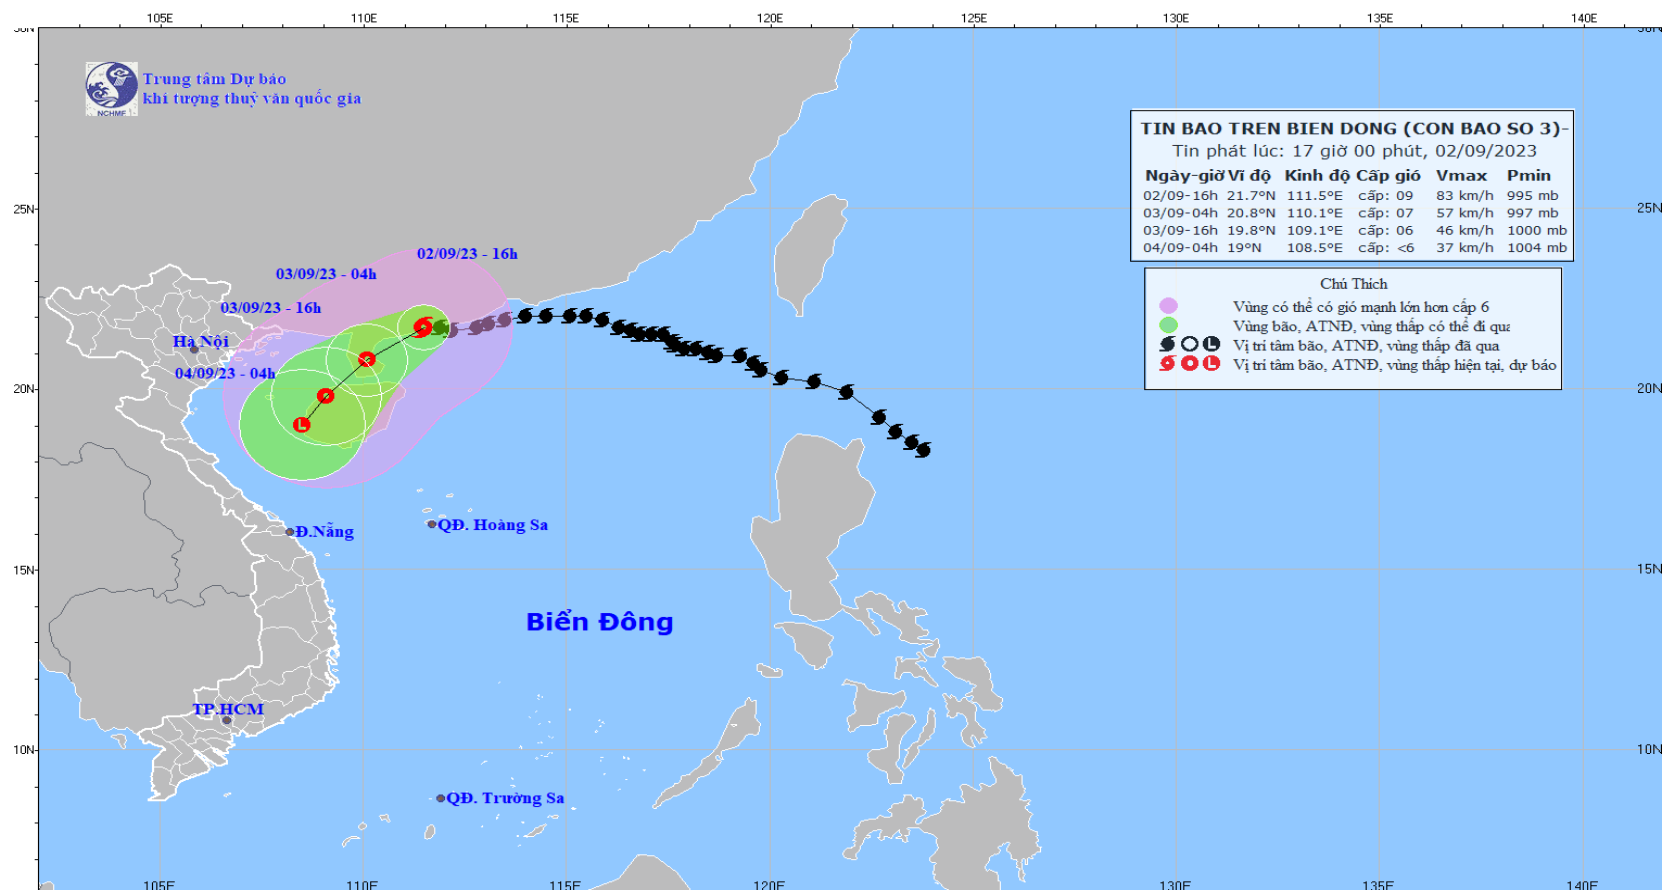 105E 110E 115E 120E 125E 130E 135E 140E
30N 30N
Trung tâm Dự báo
khí tượng thuỷ văn quốc gia
NCHMF
TIN BAO TREN BIEN DONG (CON BAO SO 3)-
Tin phát lúc: 17 giờ 00 phút, 02/09/2023
Ngày-giờ Vĩ độ Kinh độ Cấp gió Vmax Pmin
02/09-16h 21.7°N 111.5°E cấp: 09 83 km/h 995 mb
03/09-04h 20.8°N 110.1°E cấp: 07 57 km/h 997 mb
03/09-16h 19.8°N 109.1°E cấp: 06 46 km/h 1000 mb
04/09-04h 19°N 108.5°E cấp: <6 37 km/h 1004 mb
25N 25N
Chú Thích
Vùng có thể có gió mạnh lớn hơn cấp 6
Vùng bão, ATNĐ, vùng thấp có thể đi qua
L Vị trí tâm bão, ATNĐ, vùng thấp đã qua
L Vị trí tâm bão, ATNĐ, vùng thấp hiện tại, dự báo
02/09/23 - 16h
03/09/23 - 04h
03/09/23 - 16h
Hà Nội
04/09/23 - 04h
20N 20N
L
QĐ. Hoàng Sa
Đ.Nẵng
15N 15N
Biển Đông
TP.HCM
10N 10N
QĐ. Trường Sa
105E 110E 115E 120E 125E 130E 135E 140E